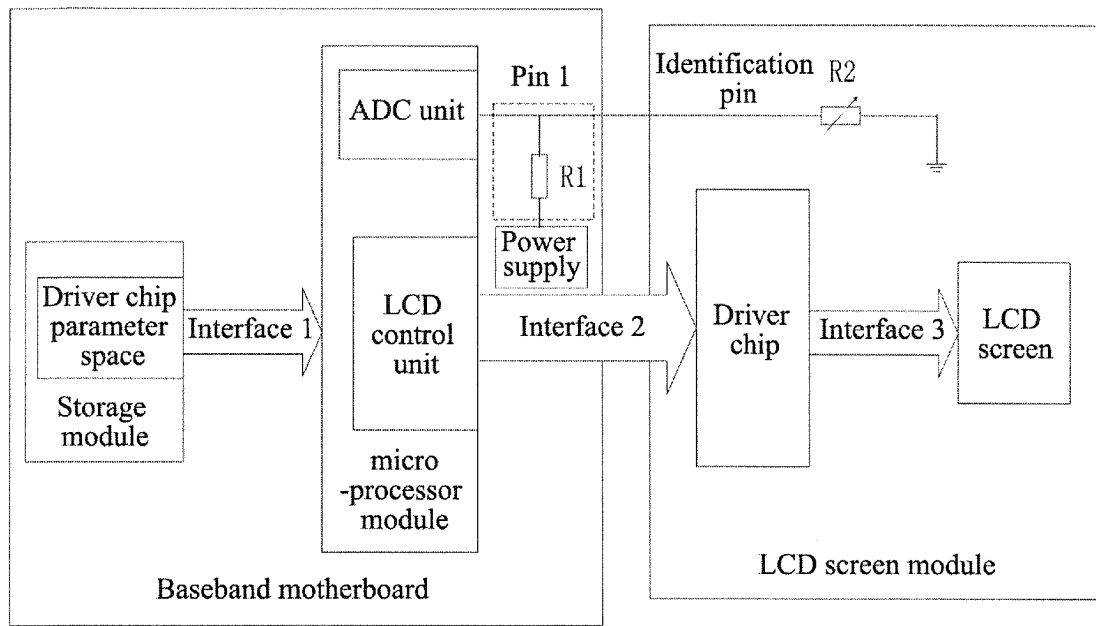 Pin 1
Identification
pin
R2
ADC unit
R1
Power
supply
Driver chip
parameter
space
Interface 1
LCD
control
unit
Interface 2
Driver
chip
Interface 3
LCD
screen
Storage
module
micro
-processor
module
Baseband motherboard
LCD screen module